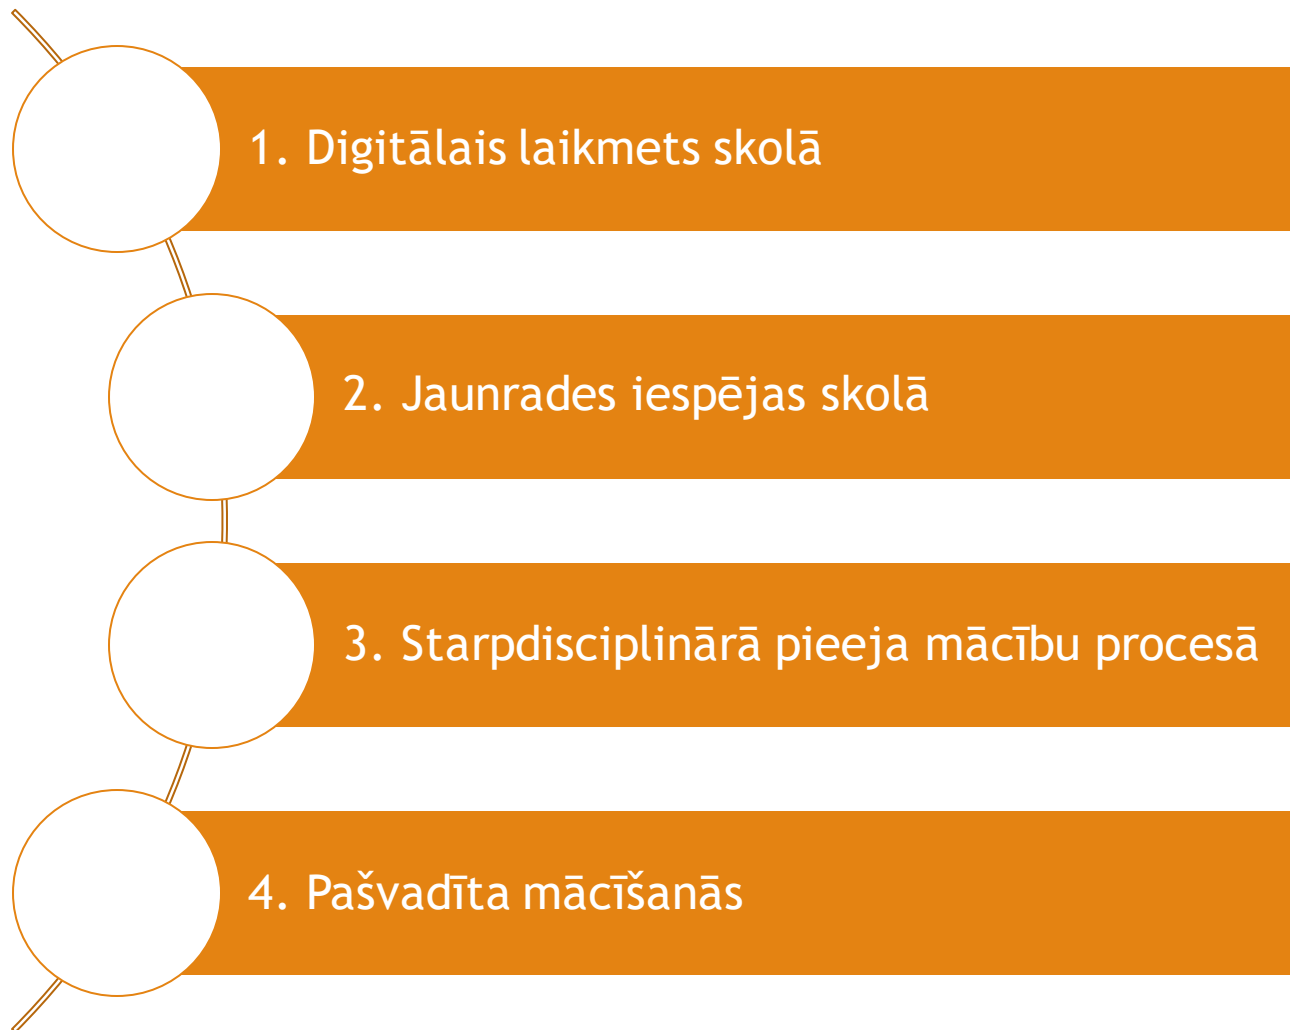 1. Digitālais laikmets skolā
2. Jaunrades iespējas skolā
3. Starpdisciplinārā pieeja mācību procesā
4. Pašvadīta mācīšanās